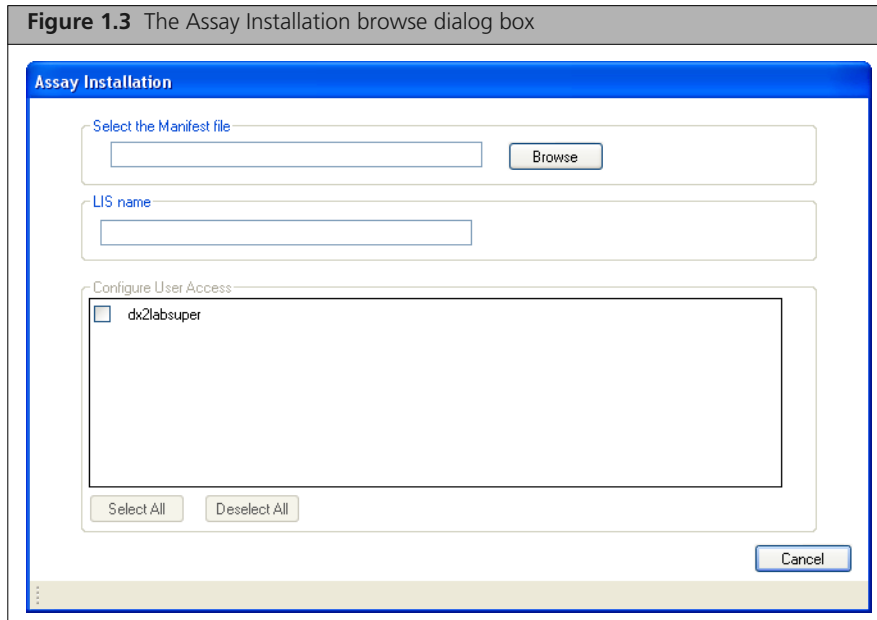 Figure 1.3 The Assay Installation browse dialog box
Assay Installation
Select the Manifest file
Browse
LIS name
Configure User Access
dx2labsuper
Select All Deselect All
Cancel